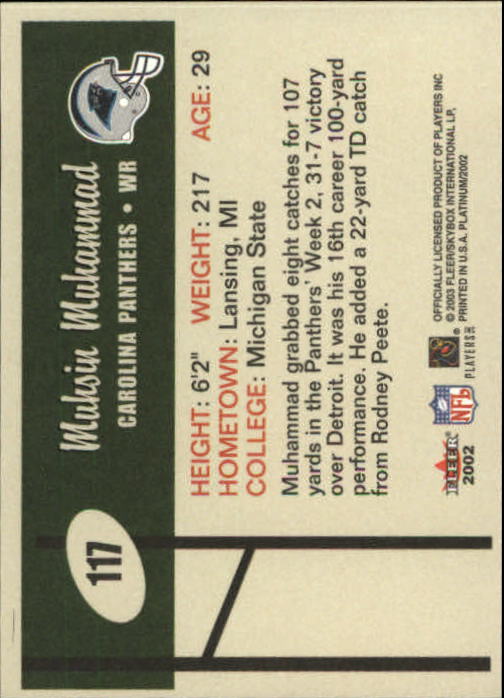 117
Muhsin Muhammad
CAROLINA PANTHERS • WR
HEIGHT: 6'2" WEIGHT: 217 AGE: 29
HOMETOWN: Lansing, MI
COLLEGE: Michigan State
Muhammad grabbed eight catches for 107
yards in the Panthers' Week 2, 31-7 victory
over Detroit. It was his 16th career 100-yard
performance. He added a 22-yard TD catch
from Rodney Peete.
FLEER®
2002
NFL
PLAYERS INC
OFFICIALLY LICENSED PRODUCT OF PLAYERS INC
© 2003 FLEER/SKYBOX INTERNATIONAL LP.
PRINTED IN U.S.A. PLATINUM/2002